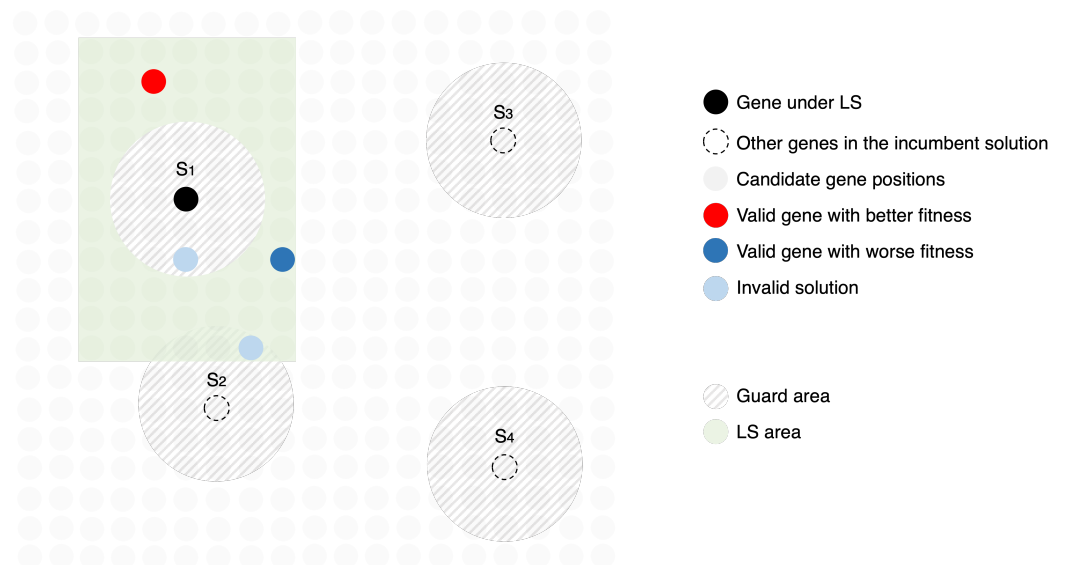 S1
S2
S3
S4
Gene under LS
Other genes in the incumbent solution
Candidate gene positions
Valid gene with better fitness
Valid gene with worse fitness
Invalid solution
Guard area
LS area